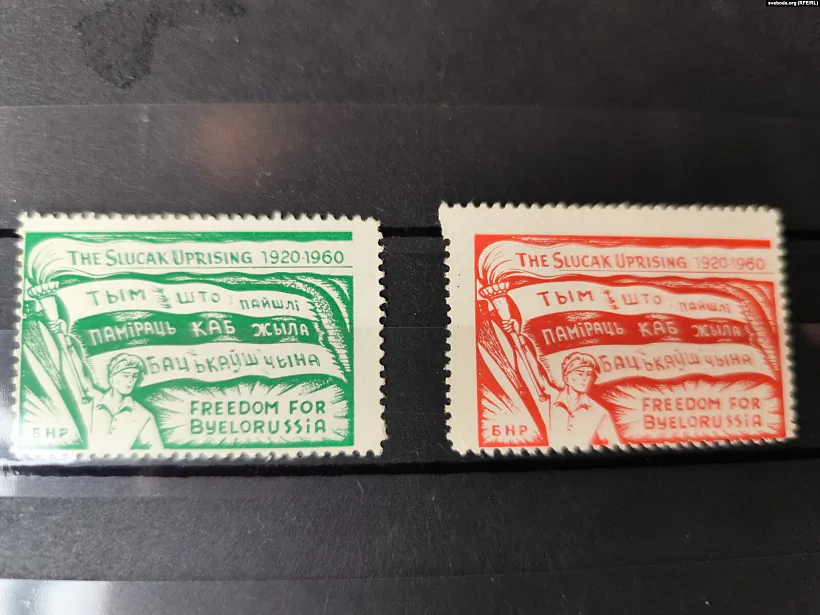 svaboda.org (RFE/RL)
THE SLUCAK UPRISING 1920-1960
ТЫМ ШТО ПАЙШЛІ
ПАМІРАЦЬ КАБ ЖЫЛА
БАЦЬКАЎШЧЫНА
FREEDOM FOR
BYELORUSSIA
БНР
THE SLUCAK UPRISING 1920-1960
ТЫМ ШТО ПАЙШЛІ
ПАМІРАЦЬ КАБ ЖЫЛА
БАЦЬКАЎШЧЫНА
FREEDOM FOR
BYELORUSSIA
БНР